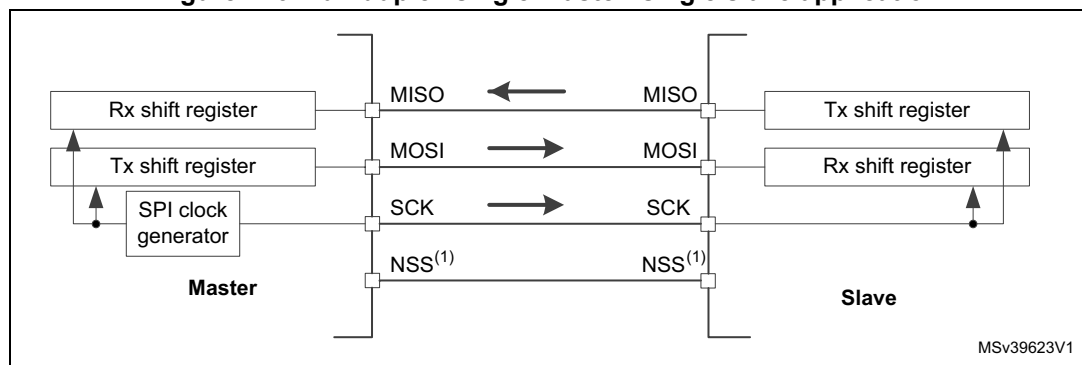 MISO MISO
Rx shift register Tx shift register
MOSI MOSI
Tx shift register Rx shift register
SPI clock
generator
SCK SCK
NSS(1) NSS(1)
Master Slave
MSv39623V1